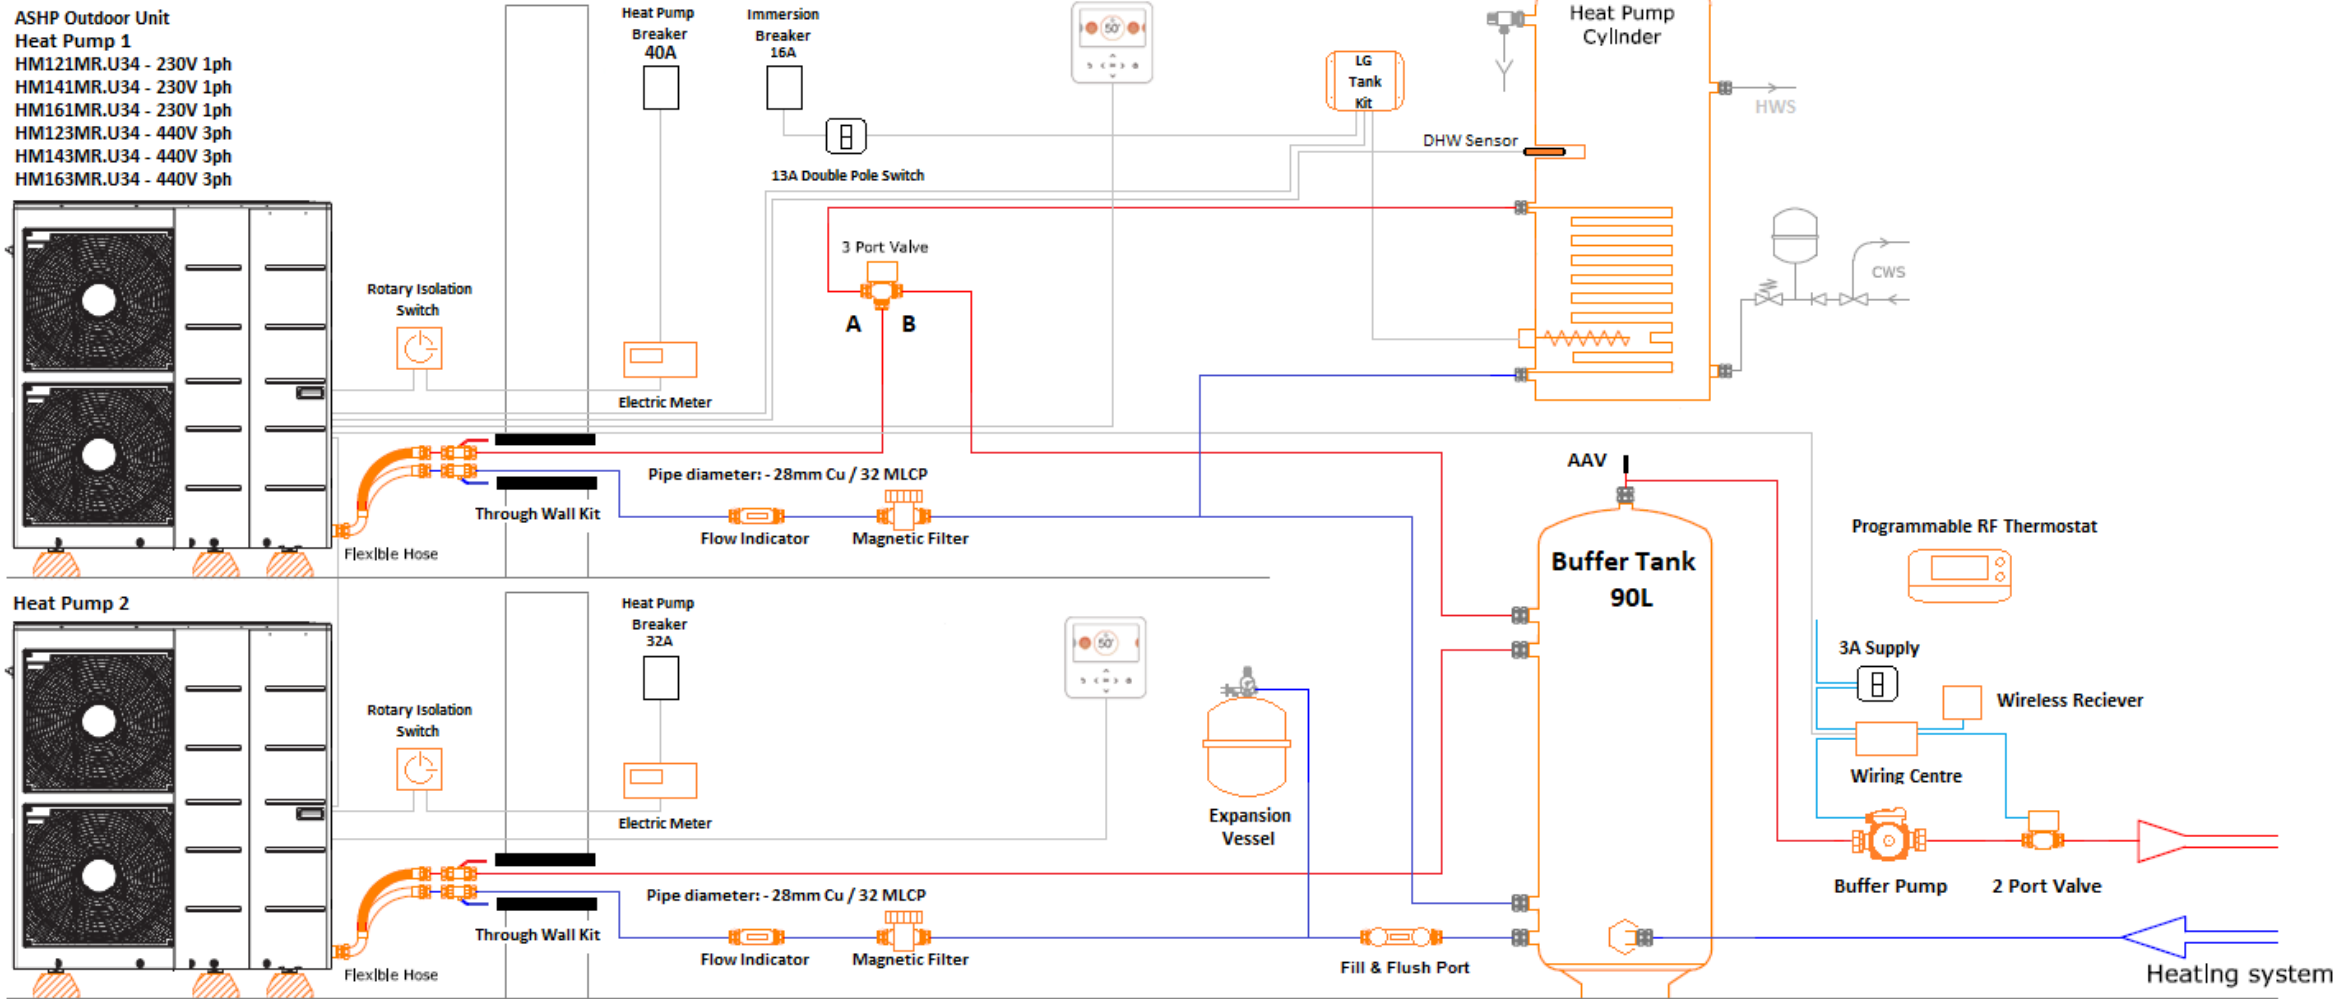 ASHP Outdoor Unit
Heat Pump 1
HM121MR.U34 - 230V 1ph
HM141MR.U34 - 230V 1ph
HM161MR.U34 - 230V 1ph
HM123MR.U34 - 440V 3ph
HM143MR.U34 - 440V 3ph
HM163MR.U34 - 440V 3ph
Heat Pump
Breaker
40A
Immersion
Breaker
16A
50°
LG
Tank
Kit
Heat Pump
Cylinder
HWS
13A Double Pole Switch
DHW Sensor
3 Port Valve
A B
CWS
Rotary Isolation
Switch
Electric Meter
Pipe diameter: - 28mm Cu / 32 MLCP
Through Wall Kit
Flow Indicator
Magnetic Filter
Flexible Hose
AAV
Buffer Tank
90L
Programmable RF Thermostat
Heat Pump 2
Heat Pump
Breaker
32A
50°
3A Supply
Wireless Reciever
Wiring Centre
Rotary Isolation
Switch
Electric Meter
Expansion
Vessel
Pipe diameter: - 28mm Cu / 32 MLCP
Buffer Pump
2 Port Valve
Through Wall Kit
Flow Indicator
Magnetic Filter
Flexible Hose
Fill & Flush Port
Heating system